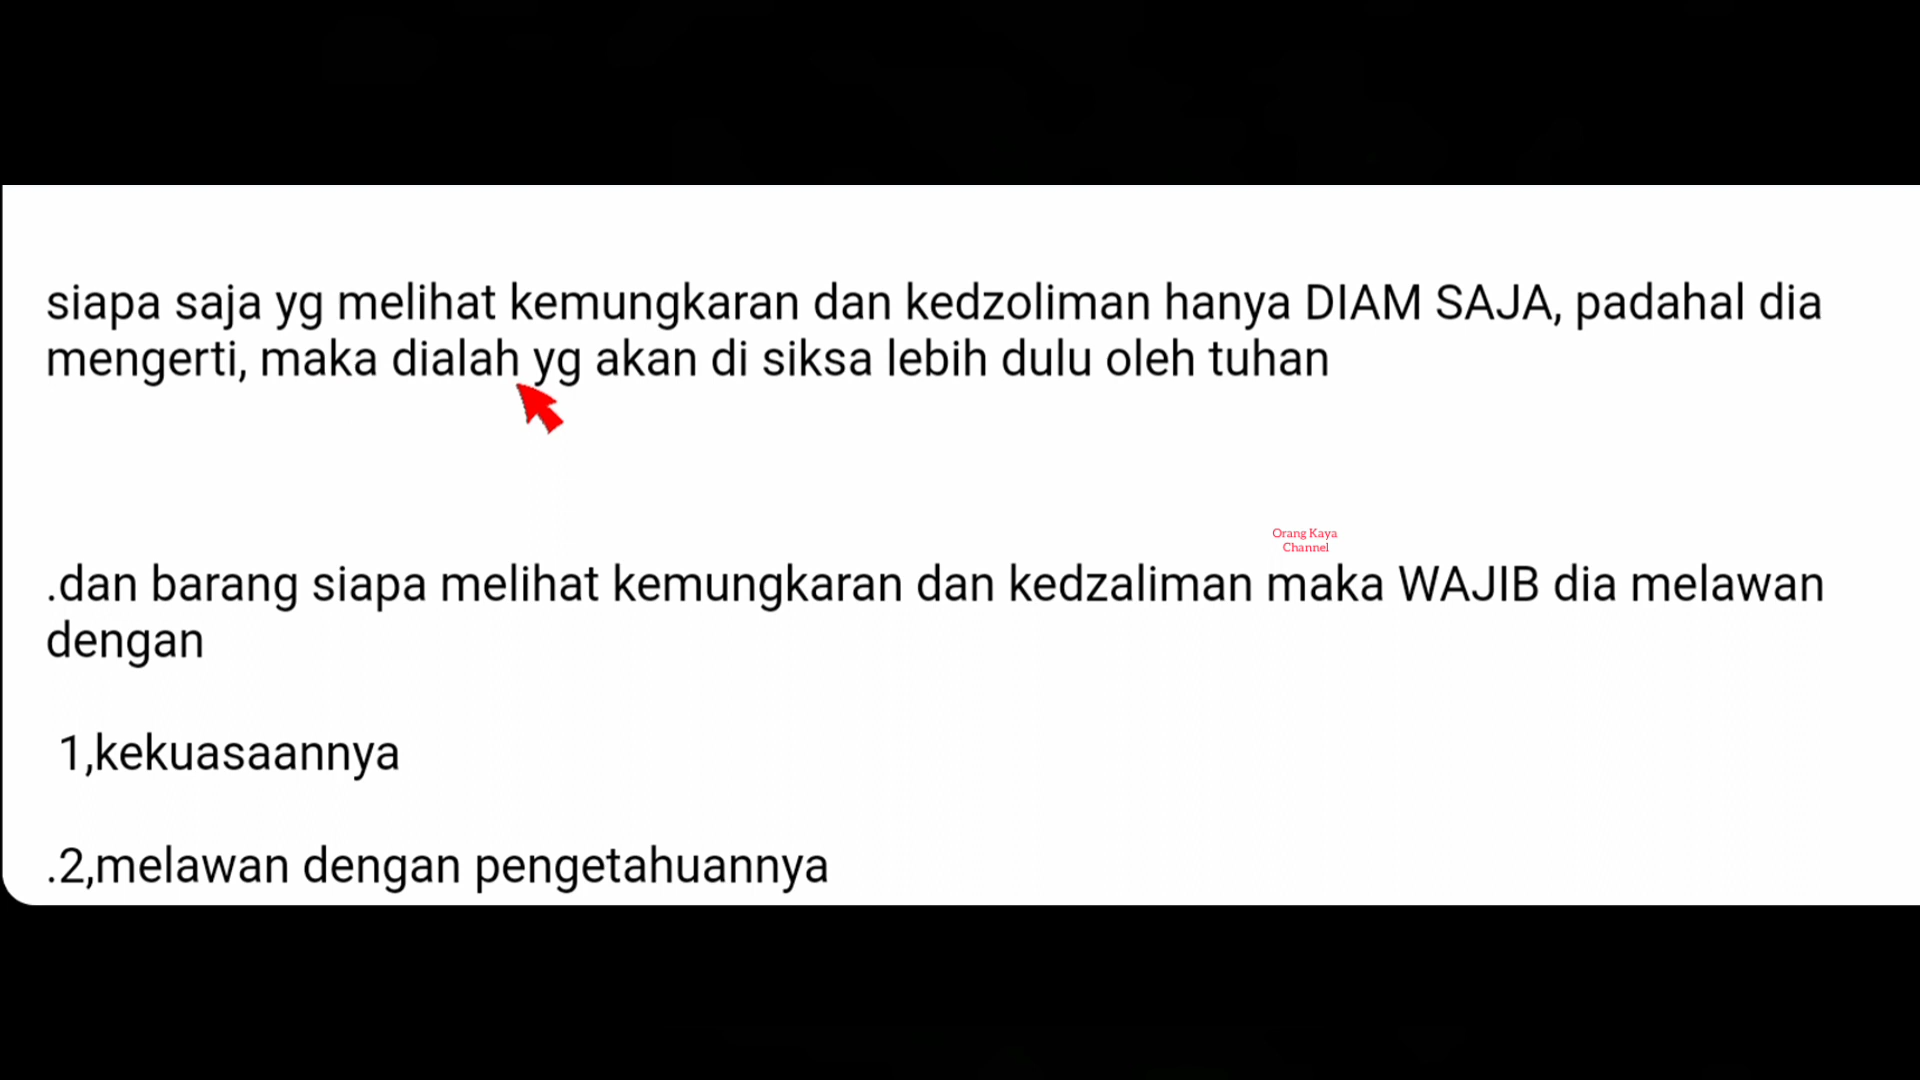 siapa saja yg melihat kemungkaran dan kedzoliman hanya DIAM SAJA, padahal dia
mengerti, maka dialah yg akan di siksa lebih dulu oleh tuhan
Orang Kaya
Channel
.dan barang siapa melihat kemungkaran dan kedzaliman maka WAJIB dia melawan
dengan
1,kekuasaannya
.2,melawan dengan pengetahuannya